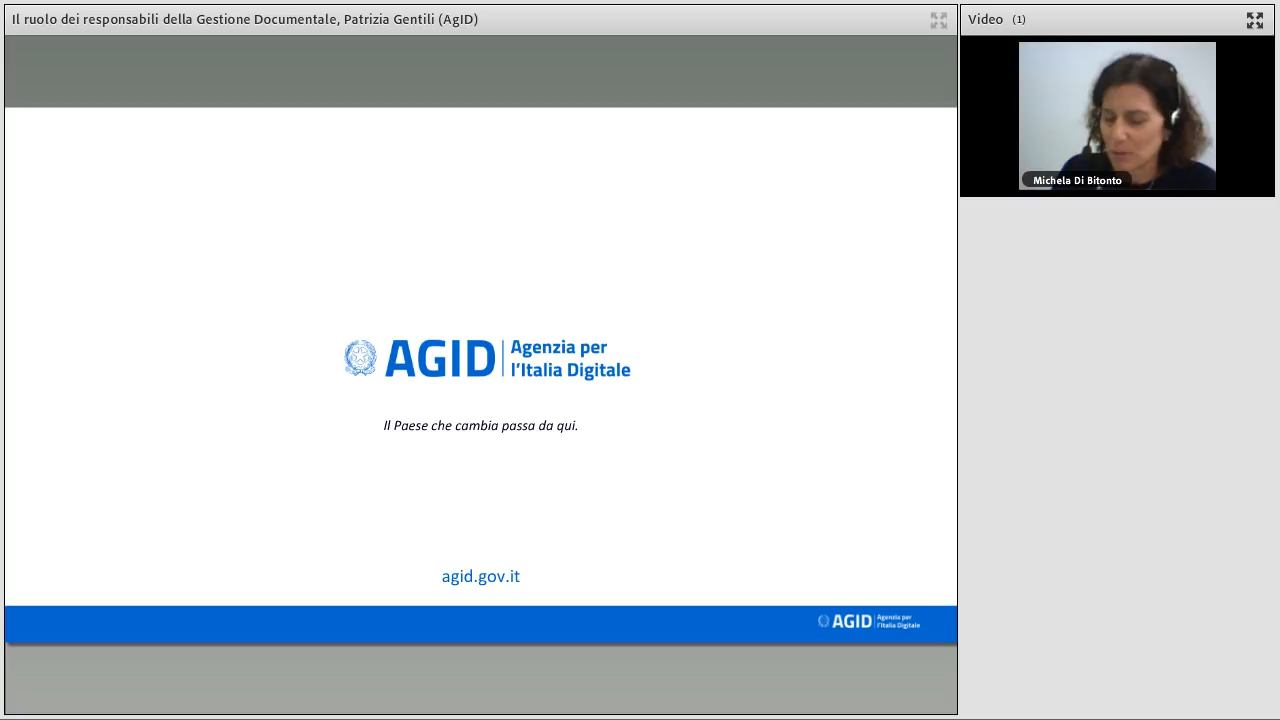 Il ruolo dei responsabili della Gestione Documentale, Patrizia Gentili (AgID)
Video (1)
Michela Di Bitonto
AGID Agenzia per
l'Italia Digitale
Il Paese che cambia passa da qui.
agid.gov.it
AGID Agenzia per
l'Italia Digitale